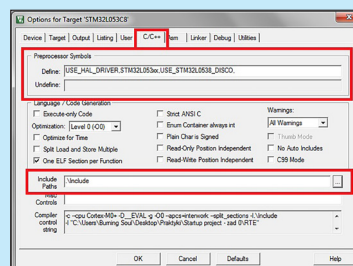 Options for Target 'STM32L053C8'
Device | Target | Output | Listing | User | C/C++ | Asm | Linker | Debug | Utilities
Preprocessor Symbols
Define: USE_HAL_DRIVER,STM32L053xx,USE_STM32L0538_DISCO,
Undefine:
Language / Code Generation
Execute-only Code
Strict ANSI C
Warnings:
Optimization: Level 0 (O0)
Enum Container always int
All Warnings
Optimize for Time
Plain Char is Signed
Thumb Mode
Split Load and Store Multiple
Read-Only Position Independent
No Auto Includes
One ELF Section per Function
Read-Write Position Independent
C99 Mode
Include Paths
.\Include
...
Misc Controls
Compiler control string
-c --cpu Cortex-M0+ -D__EVAL -g -O0 --apcs=interwork --split_sections -I.\Include
-I "C:\Users\Burning Soul\Desktop\Praktyki\Startup project - zad 0\RTE"
OK
Cancel
Defaults
Help